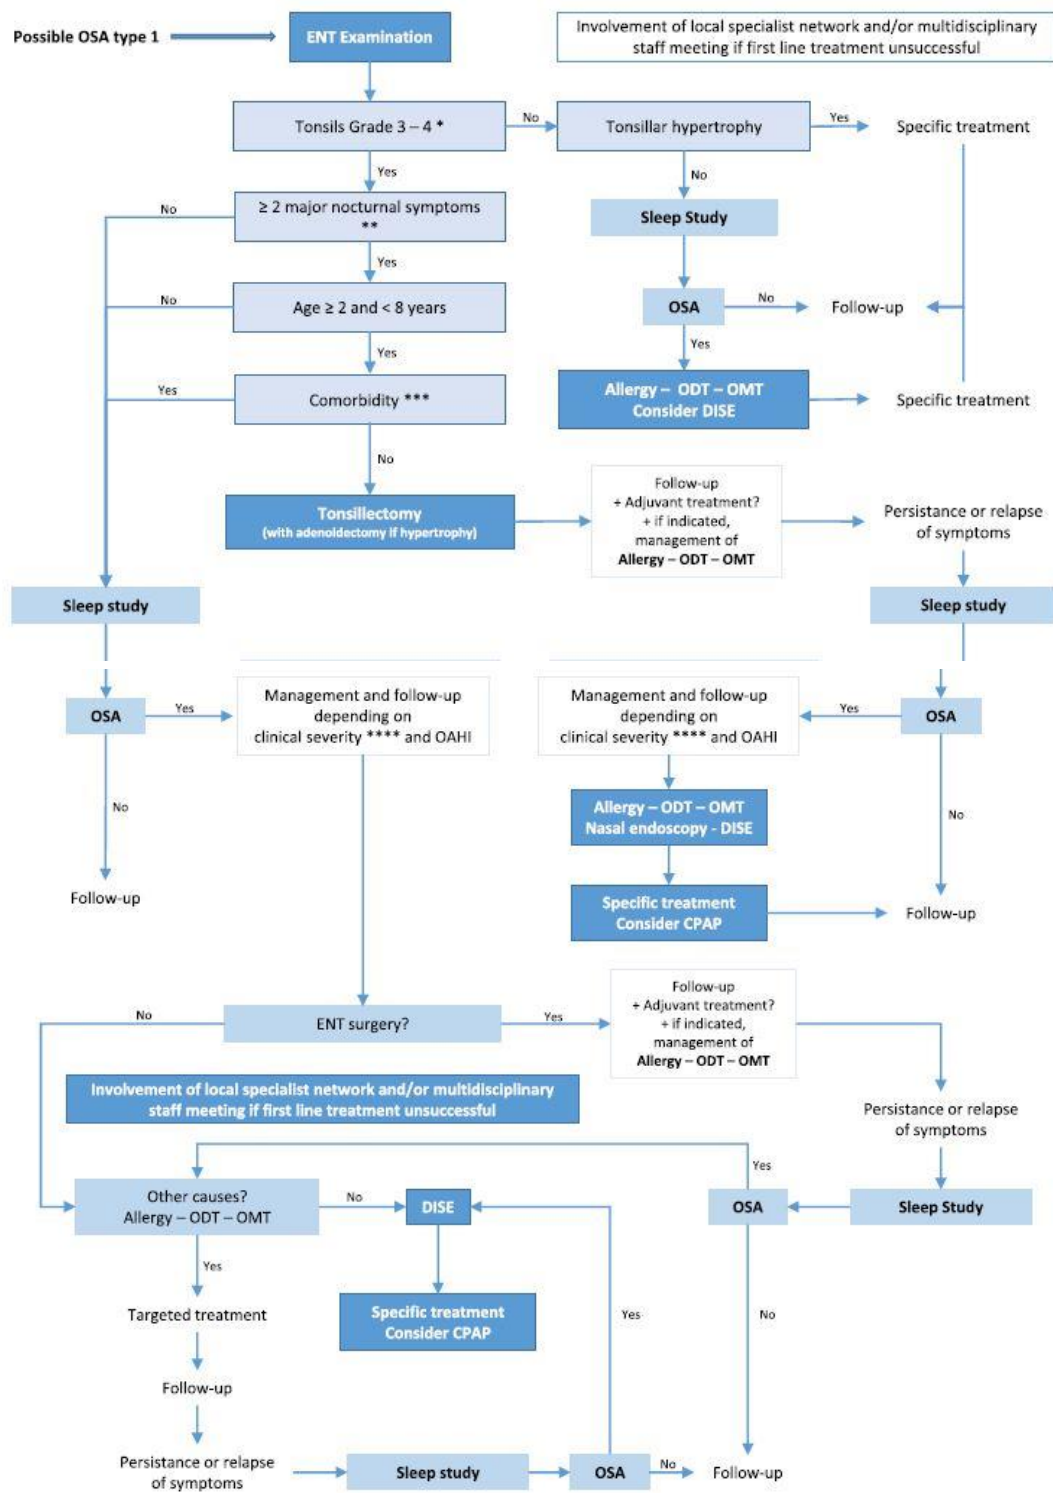 Possible OSA type 1
ENT Examination
Involvement of local specialist network and/or multidisciplinary
staff meeting if first line treatment unsuccessful
Tonsils Grade 3 – 4 *
No
Tonsillar hypertrophy
Yes
Specific treatment
Yes
No
≥ 2 major nocturnal symptoms
**
No
Sleep Study
Yes
Age ≥ 2 and < 8 years
No
OSA
No
Follow-up
Yes
Yes
Comorbidity ***
Yes
Allergy – ODT – OMT
Consider DISE
Specific treatment
No
Tonsillectomy
(with adenoidectomy if hypertrophy)
Follow-up
+ Adjuvant treatment?
+ if indicated,
management of
Allergy – ODT – OMT
Persistance or relapse
of symptoms
Sleep study
Sleep study
OSA
Yes
Management and follow-up
depending on
clinical severity **** and OAHI
Management and follow-up
depending on
clinical severity **** and OAHI
Yes
OSA
No
Allergy – ODT – OMT
Nasal endoscopy - DISE
No
Follow-up
Specific treatment
Consider CPAP
Follow-up
No
ENT surgery?
Yes
Follow-up
+ Adjuvant treatment?
+ if indicated,
management of
Allergy – ODT – OMT
Involvement of local specialist network and/or multidisciplinary
staff meeting if first line treatment unsuccessful
Persistance or relapse
of symptoms
Yes
Other causes?
Allergy – ODT – OMT
No
DISE
OSA
Sleep Study
Yes
Targeted treatment
Specific treatment
Consider CPAP
Yes
No
Follow-up
Persistance or relapse
of symptoms
Sleep study
OSA
No
Follow-up